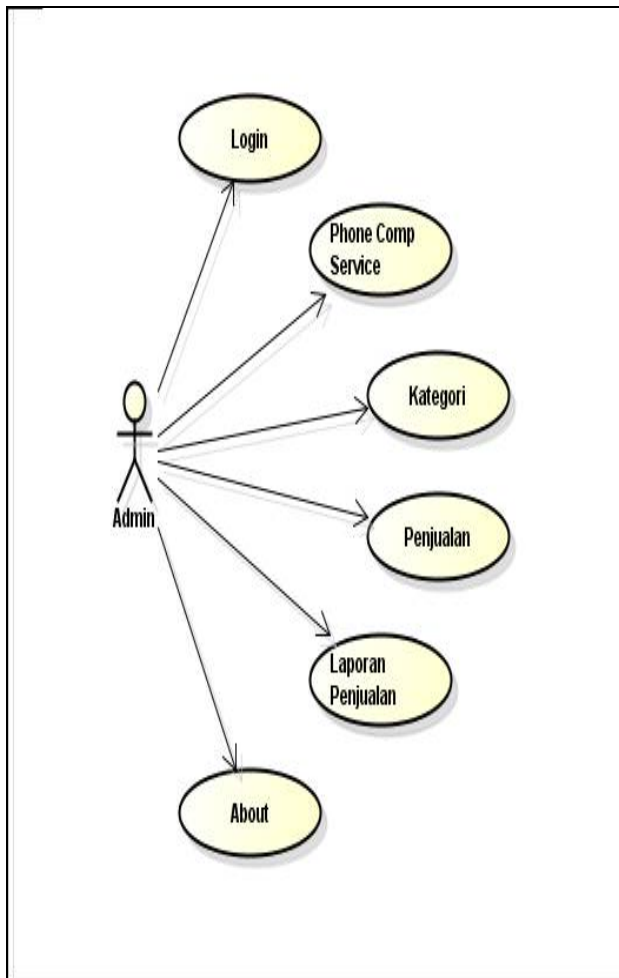 Login
Phone Comp
Service
Kategori
Admin
Penjualan
Laporan
Penjualan
About